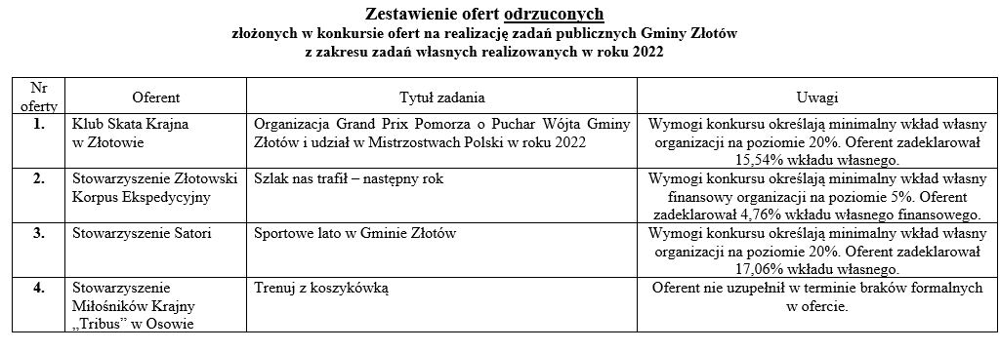 Zestawienie ofert odrzuconych
złożonych w konkursie ofert na realizację zadań publicznych Gminy Złotów
z zakresu zadań własnych realizowanych w roku 2022
Nr
oferty
Oferent
Tytuł zadania
Uwagi
1.
Klub Skata Krajna
w Złotowie
Organizacja Grand Prix Pomorza o Puchar Wójta Gminy
Złotów i udział w Mistrzostwach Polski w roku 2022
Wymogi konkursu określają minimalny wkład własny
organizacji na poziomie 20%. Oferent zadeklarował
15,54% wkładu własnego.
2.
Stowarzyszenie Złotowski
Korpus Ekspedycyjny
Szlak nas trafił – następny rok
Wymogi konkursu określają minimalny wkład własny
finansowy organizacji na poziomie 5%. Oferent
zadeklarował 4,76% wkładu własnego finansowego.
3.
Stowarzyszenie Satori
Sportowe lato w Gminie Złotów
Wymogi konkursu określają minimalny wkład własny
organizacji na poziomie 20%. Oferent zadeklarował
17,06% wkładu własnego.
4.
Stowarzyszenie
Miłośników Krajny
„Tribus” w Osowie
Trenuj z koszykówką
Oferent nie uzupełnił w terminie braków formalnych
w ofercie.